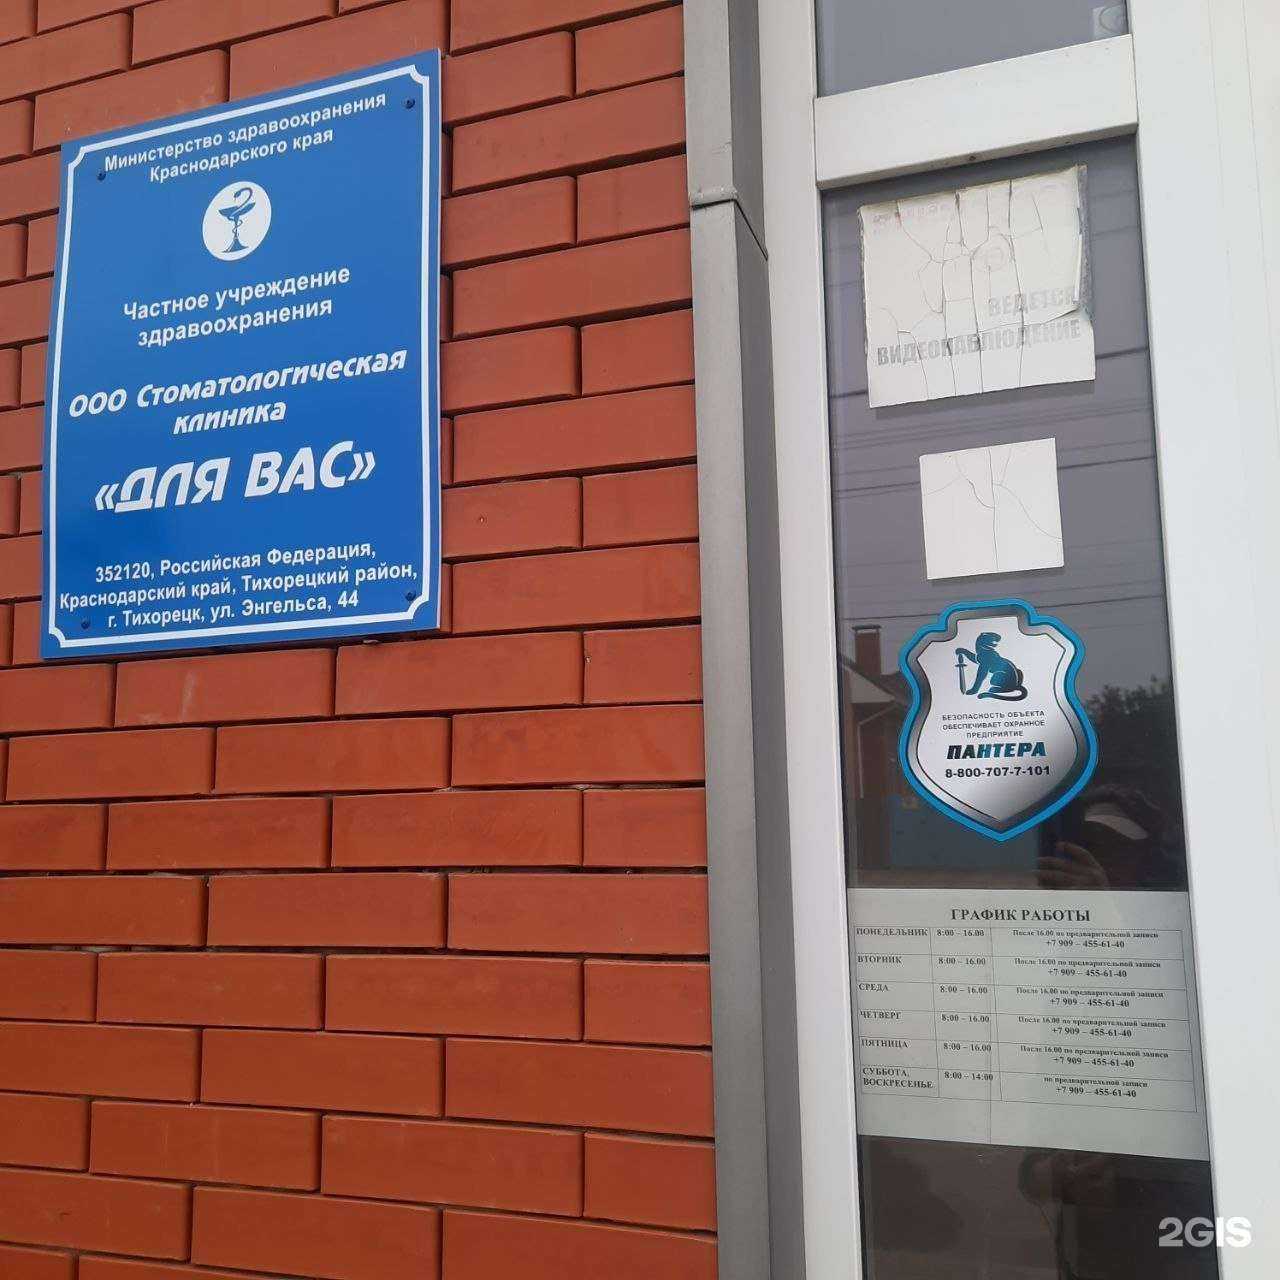 Министерство здравоохранения
Краснодарского края
Частное учреждение
здравоохранения
ООО Стоматологическая
клиника
«ДЛЯ ВАС»
352120, Российская Федерация,
Краснодарский край, Тихорецкий район,
г. Тихорецк, ул. Энгельса, 44
ВЕДЕТСЯ
ВИДЕОНАБЛЮДЕНИЕ
БЕЗОПАСНОСТЬ ОБЪЕКТА
ОБЕСПЕЧИВАЕТ ОХРАННОЕ
ПРЕДПРИЯТИЕ
ПАНТЕРА
8-800-707-7-101
ГРАФИК РАБОТЫ
ПОНЕДЕЛЬНИК 8:00 – 16.00 После 16.00 по предварительной записи
+7 909 – 455-61-40
ВТОРНИК 8:00 – 16.00 После 16.00 по предварительной записи
+7 909 – 455-61-40
СРЕДА 8:00 – 16.00 После 16.00 по предварительной записи
+7 909 – 455-61-40
ЧЕТВЕРГ 8:00 – 16.00 После 16.00 по предварительной записи
+7 909 – 455-61-40
ПЯТНИЦА 8:00 – 16.00 После 16.00 по предварительной записи
+7 909 – 455-61-40
СУББОТА, 8:00 – 14:00 по предварительной записи
ВОСКРЕСЕНЬЕ. +7 909 – 455-61-40
2GIS